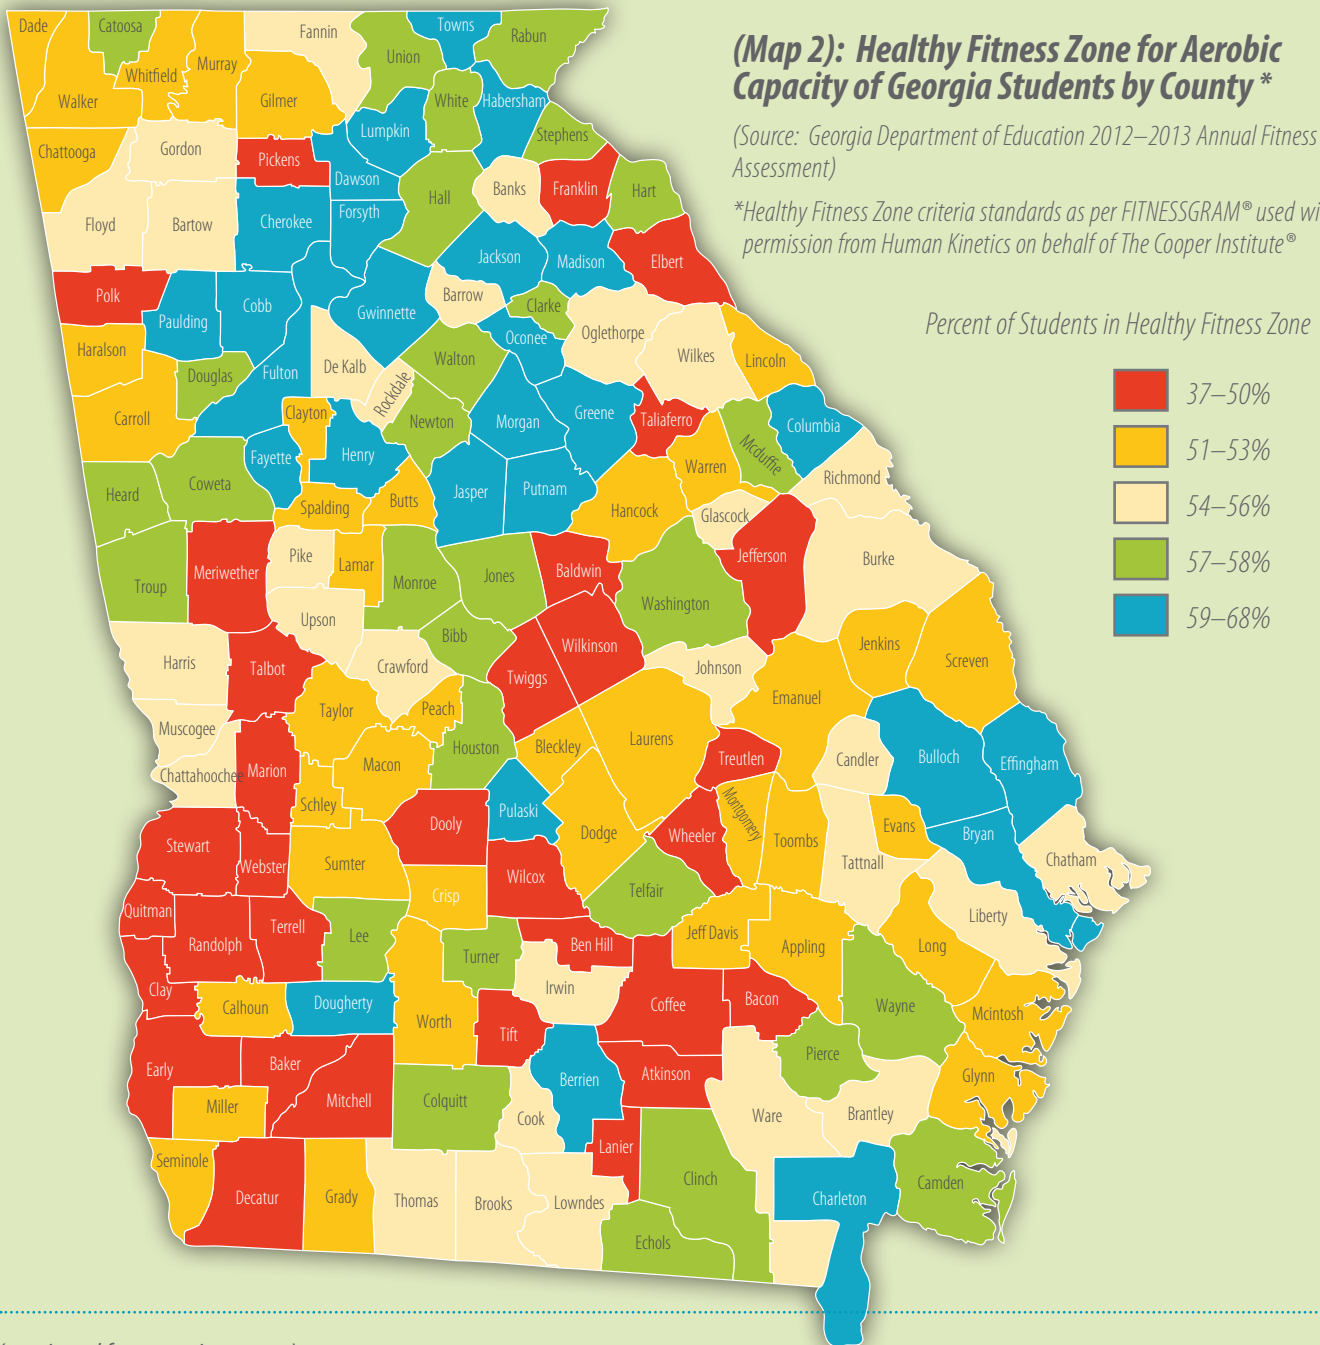 (Map 2): Healthy Fitness Zone for Aerobic
Capacity of Georgia Students by County *
(Source: Georgia Department of Education 2012–2013 Annual Fitness
Assessment)
*Healthy Fitness Zone criteria standards as per FITNESSGRAM® used wi
permission from Human Kinetics on behalf of The Cooper Institute®
Percent of Students in Healthy Fitness Zone
37–50%
51–53%
54–56%
57–58%
59–68%
Dade
Catoosa
Fannin
Towns
Rabun
Union
Whitfield
Murray
Walker
Gilmer
White
Habersham
Lumpkin
Stephens
Chattooga
Gordon
Pickens
Dawson
Banks
Franklin
Hart
Hall
Floyd
Bartow
Cherokee
Forsyth
Jackson
Madison
Elbert
Polk
Paulding
Cobb
Gwinnette
Barrow
Clarke
Oglethorpe
Oconee
Haralson
Douglas
Fulton
De Kalb
Rockdale
Walton
Wilkes
Lincoln
Carroll
Clayton
Newton
Morgan
Greene
Taliaferro
Columbia
Mcduffie
Fayette
Henry
Warren
Richmond
Heard
Coweta
Spalding
Butts
Jasper
Putnam
Hancock
Glascock
Jefferson
Burke
Troup
Meriwether
Pike
Lamar
Monroe
Jones
Baldwin
Washington
Upson
Bibb
Wilkinson
Jenkins
Screven
Harris
Talbot
Crawford
Twiggs
Johnson
Emanuel
Muscogee
Taylor
Peach
Houston
Bleckley
Laurens
Treutlen
Candler
Bulloch
Effingham
Chattahoochee
Marion
Macon
Schley
Pulaski
Dodge
Wheeler
Montgomery
Toombs
Evans
Bryan
Dooly
Stewart
Webster
Sumter
Crisp
Wilcox
Telfair
Tattnall
Chatham
Quitman
Randolph
Terrell
Lee
Turner
Ben Hill
Jeff Davis
Appling
Long
Liberty
Clay
Calhoun
Dougherty
Worth
Irwin
Tift
Coffee
Bacon
Wayne
Mcintosh
Early
Baker
Miller
Mitchell
Colquitt
Cook
Berrien
Atkinson
Pierce
Ware
Brantley
Glynn
Lanier
Seminole
Decatur
Grady
Thomas
Brooks
Lowndes
Clinch
Echols
Charleton
Camden